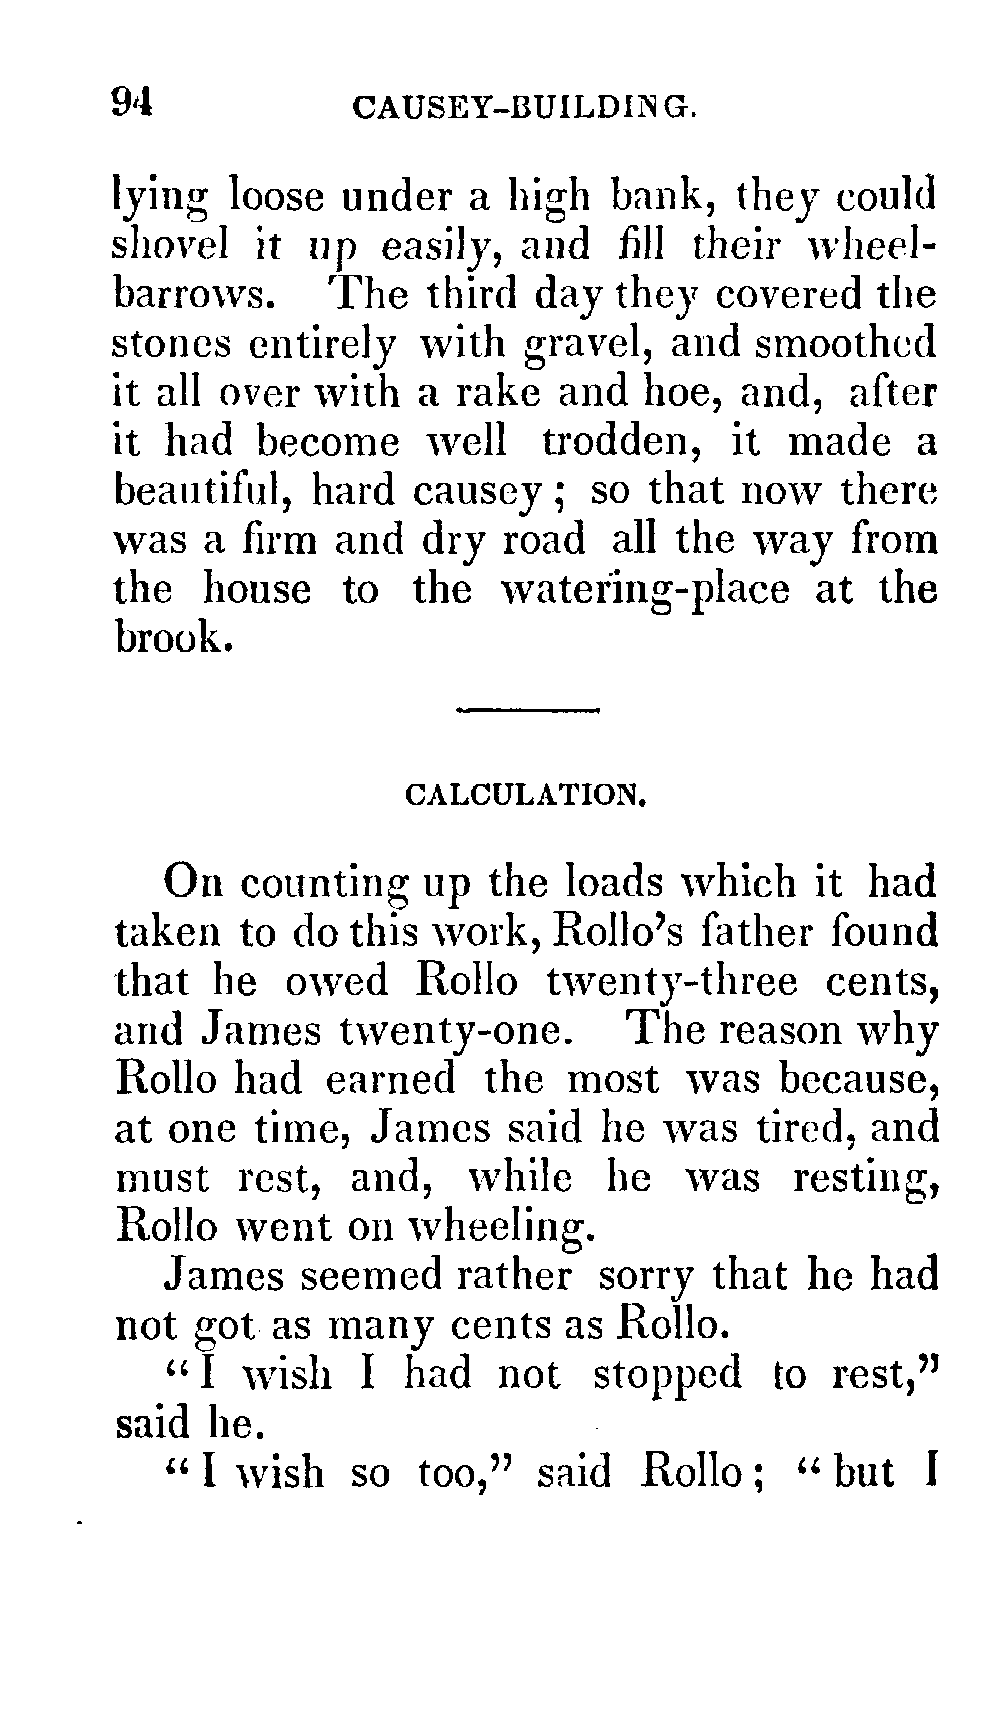 94 CAUSEY-BUILDING.
lying loose under a high bank, they could
shovel it up easily, and fill their wheel-
barrows. The third day they covered the
stones entirely with gravel, and smoothed
it all over with a rake and hoe, and, after
it had become well trodden, it made a
beautiful, hard causey; so that now there
was a firm and dry road all the way from
the house to the watering-place at the
brook.
CALCULATION.
On counting up the loads which it had
taken to do this work, Rollo's father found
that he owed Rollo twenty-three cents,
and James twenty-one. The reason why
Rollo had earned the most was because,
at one time, James said he was tired, and
must rest, and, while he was resting,
Rollo went on wheeling.
James seemed rather sorry that he had
not got as many cents as Rollo.
"I wish I had not stopped to rest,"
said he.
"I wish so too," said Rollo; "but I